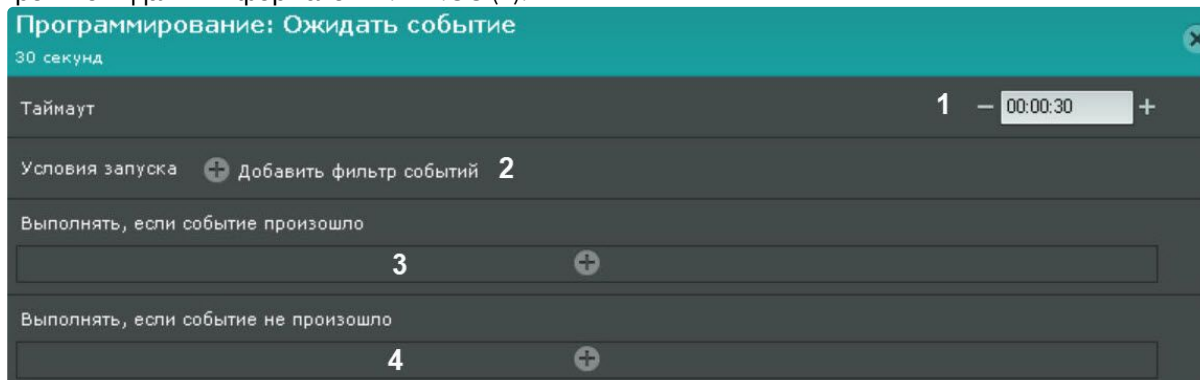 Программирование: Ожидать событие
30 секунд
Таймаут 1 − 00:00:30 +
Условия запуска Добавить фильтр событий 2
Выполнять, если событие произошло
3
Выполнять, если событие не произошло
4